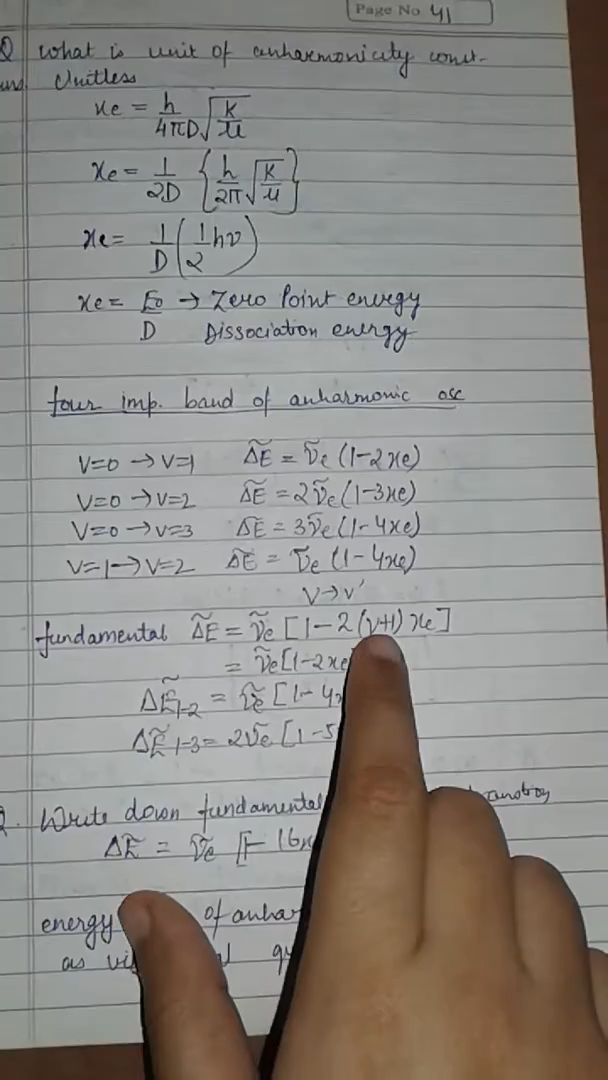 Page No 41
Q What is unit of anharmonicity const.
ans. Unitless
xe = h/4πD √K/μ
xe = 1/2D {h/2π √K/μ}
xe = 1/D (1/2 hν)
xe = E0 → Zero Point energy
D Dissociation energy
four imp. band of anharmonic osc
V=0 → V=1 ΔẼ = ν̃e (1-2xe)
V=0 → V=2 ΔẼ = 2ν̃e (1-3xe)
V=0 → V=3 ΔẼ = 3ν̃e (1-4xe)
V=1 → V=2 ΔẼ = ν̃e (1-4xe)
V → V'
fundamental ΔẼ = ν̃e [1-2(v+1) xe]
= ν̃e [1-2xe
ΔẼ1-2 = ν̃e [1-4x
ΔẼ1-3 = 2ν̃e [1-5
Q. Write down fundamental
ΔẼ = ν̃e [1- 16x
energy of anhar
as